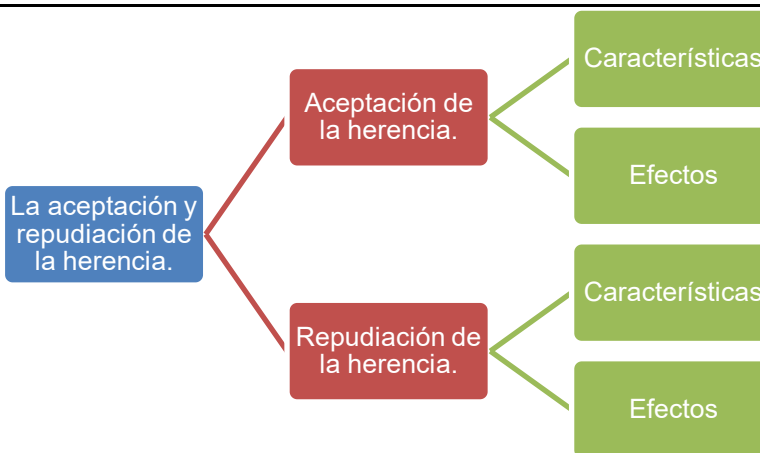 La aceptación y
repudiación de
la herencia.
Aceptación de
la herencia.
Características
Efectos
Repudiación de
la herencia.
Características
Efectos